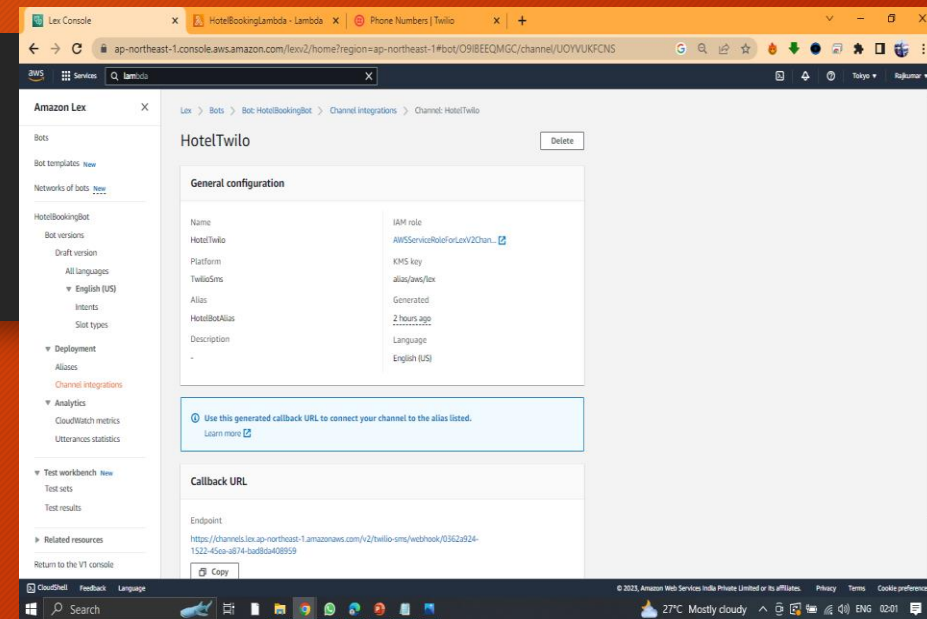 Lex Console
HotelBookingLambda - Lambda
Phone Numbers | Twilio
ap-northeast-1.console.aws.amazon.com/lexv2/home?region=ap-northeast-1#bot/O9IBEEQMGC/channel/UOYVUKFCNS
aws
Services
lambda
Tokyo
Rajkumar
Amazon Lex
Lex > Bots > Bot: HotelBookingBot > Channel integrations > Channel: HotelTwilo
Bots
HotelTwilo
Delete
Bot templates New
Networks of bots New
General configuration
HotelBookingBot
Name
IAM role
Bot versions
HotelTwilo
AWSServiceRoleForLexV2Chan...
Draft version
Platform
KMS key
All languages
TwilioSms
alias/aws/lex
English (US)
Alias
Generated
Intents
HotelBotAlias
2 hours ago
Slot types
Description
Language
-
English (US)
Deployment
Aliases
Channel integrations
Analytics
CloudWatch metrics
Utterances statistics
Use this generated callback URL to connect your channel to the alias listed.
Learn more
Test workbench New
Test sets
Test results
Callback URL
Endpoint
Related resources
https://channels.lex.ap-northeast-1.amazonaws.com/v2/twilio-sms/webhook/0362a924-
1522-45ea-a874-bad8da408959
Return to the V1 console
Copy
CloudShell Feedback Language
© 2023, Amazon Web Services India Private Limited or its affiliates. Privacy Terms Cookie preferences
Search
27°C Mostly cloudy
ENG 02:01